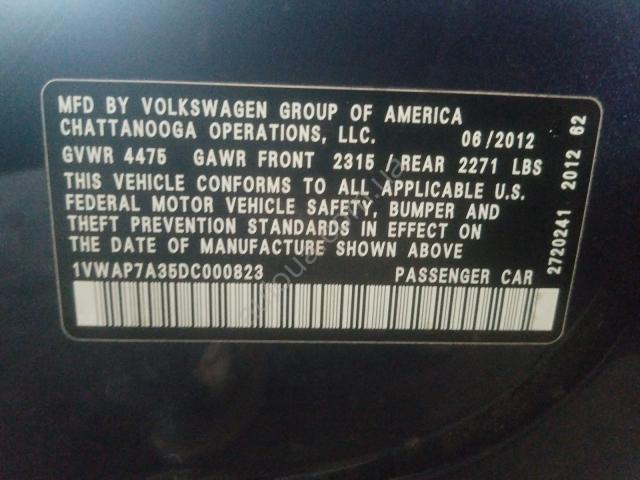 MFD BY VOLKSWAGEN GROUP OF AMERICA
CHATTANOOGA OPERATIONS, LLC. 06/2012
GVWR 4475 GAWR FRONT 2315/REAR 2271 LBS
THIS VEHICLE CONFORMS TO ALL APPLICABLE U.S.
FEDERAL MOTOR VEHICLE SAFETY, BUMPER AND
THEFT PREVENTION STANDARDS IN EFFECT ON
THE DATE OF MANUFACTURE SHOWN ABOVE
1VWAP7A35DC000823 PASSENGER CAR
2720241 2012 62